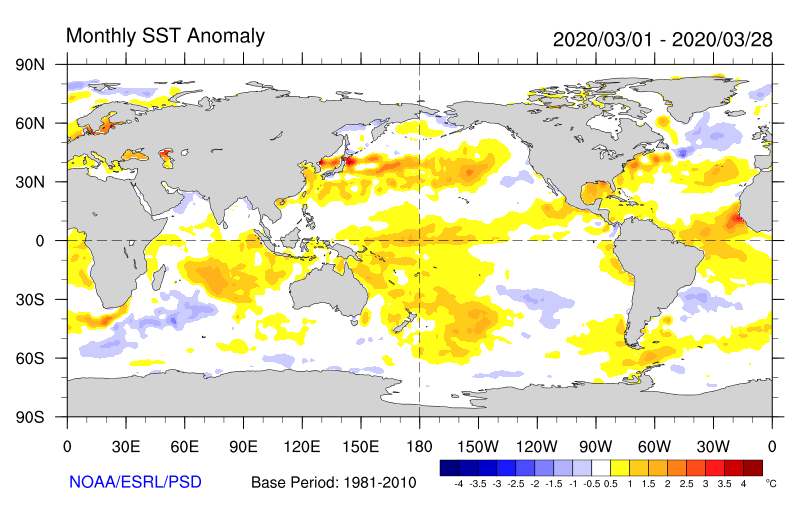 Monthly SST Anomaly
2020/03/01 - 2020/03/28
90N
60N
30N
0
30S
60S
90S
0 30E 60E 90E 120E 150E 180 150W 120W 90W 60W 30W 0
NOAA/ESRL/PSD
Base Period: 1981-2010
-4 -3.5 -3 -2.5 -2 -1.5 -1 -0.5 0.5 1 1.5 2 2.5 3 3.5 4 °C